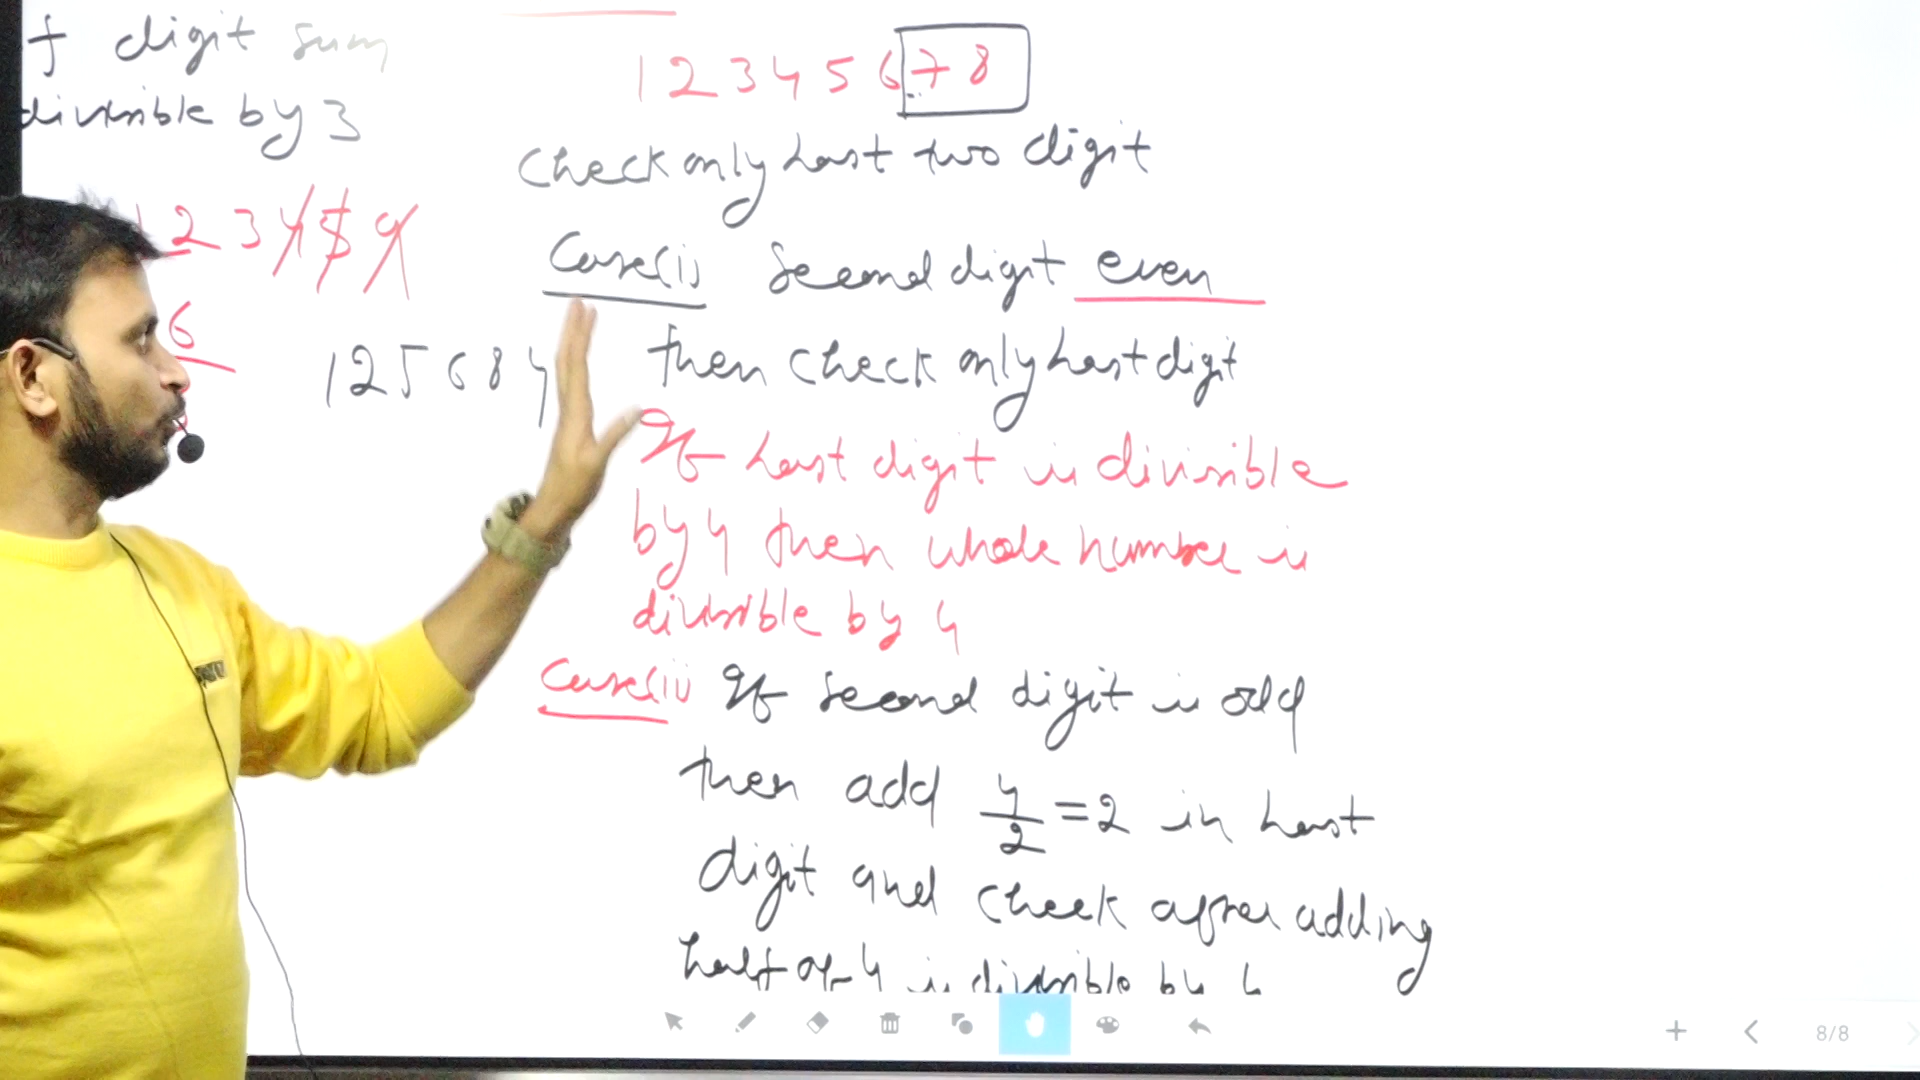 f digit sum
divisible by 3
1 2 3 4 5 9
6
1 2 3 4 5 6 7 8
check only last two digit
Case(i) Second digit even
1 2 5 6 8 4
then check only last digit
If last digit is divisible
by 4 then whole number is
divisible by 4
Case(ii) If second digit is odd
then add 4/2 = 2 in last
digit and check after adding
half of 4 is divisible by 4
8/8